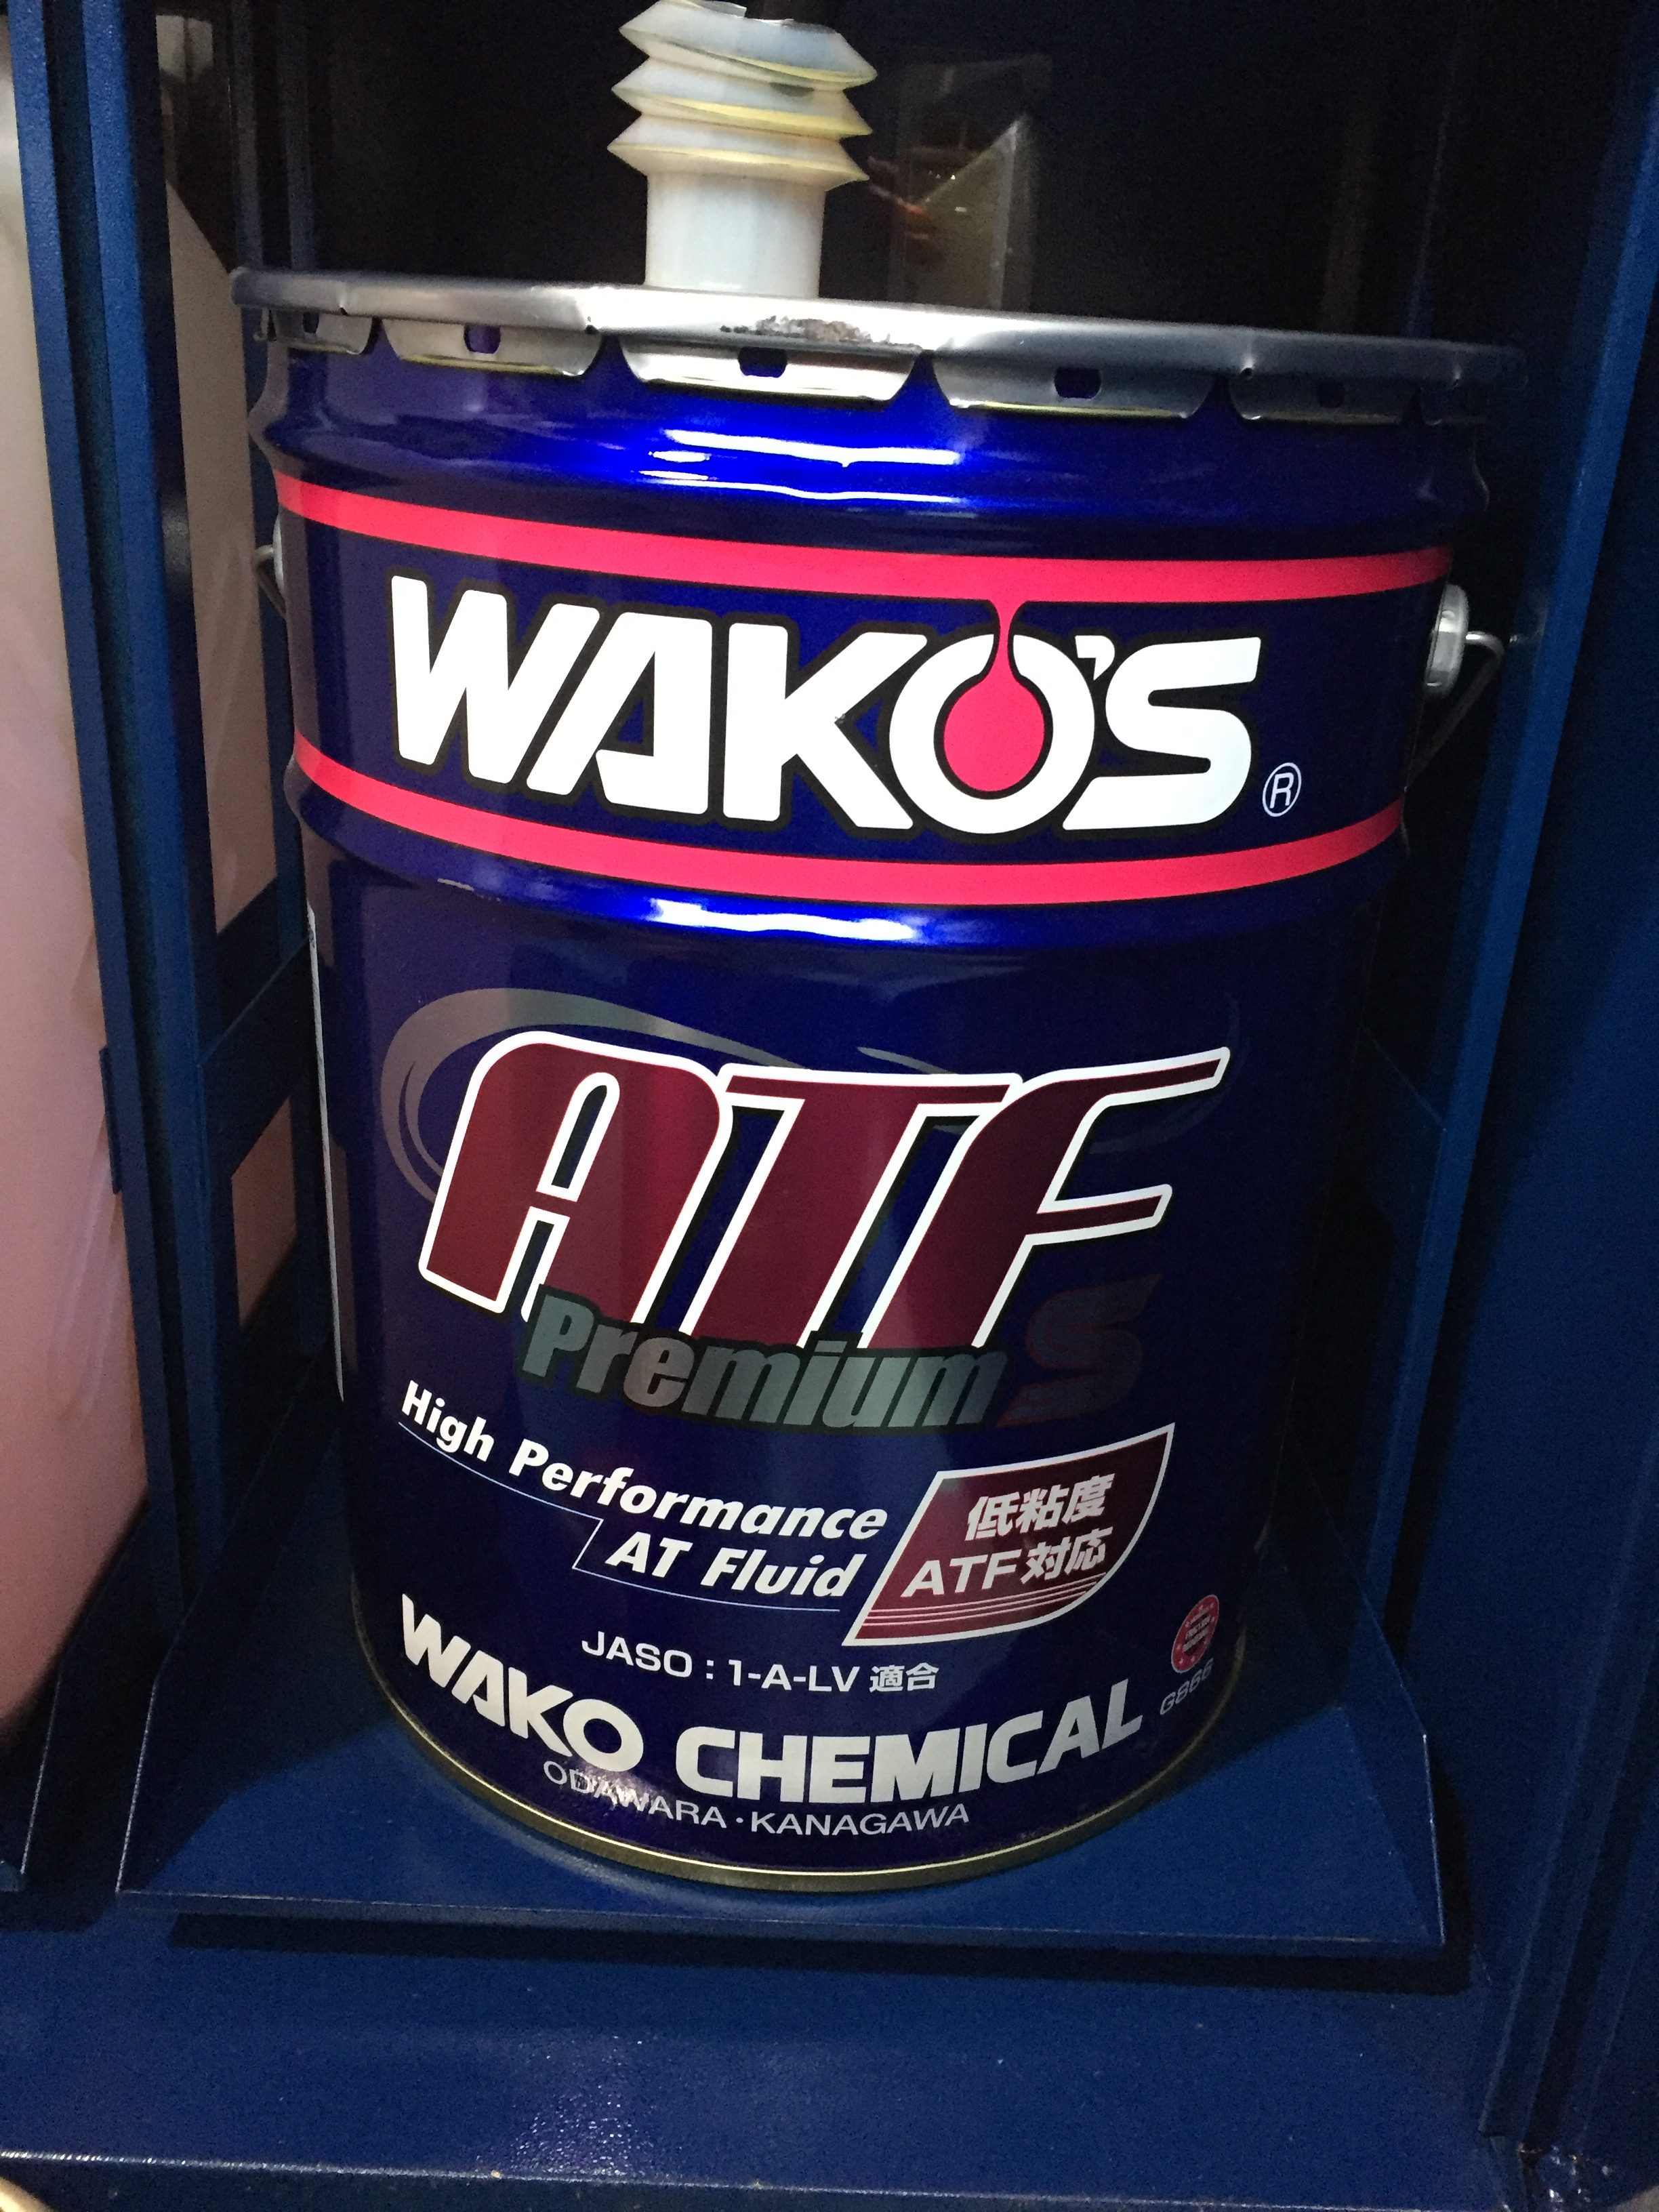 WAKO'S ®
ATF
Premium S
High Performance
AT Fluid
低粘度
ATF対応
JASO : 1-A-LV 適合
WAKO CHEMICAL
ODAWARA・KANAGAWA